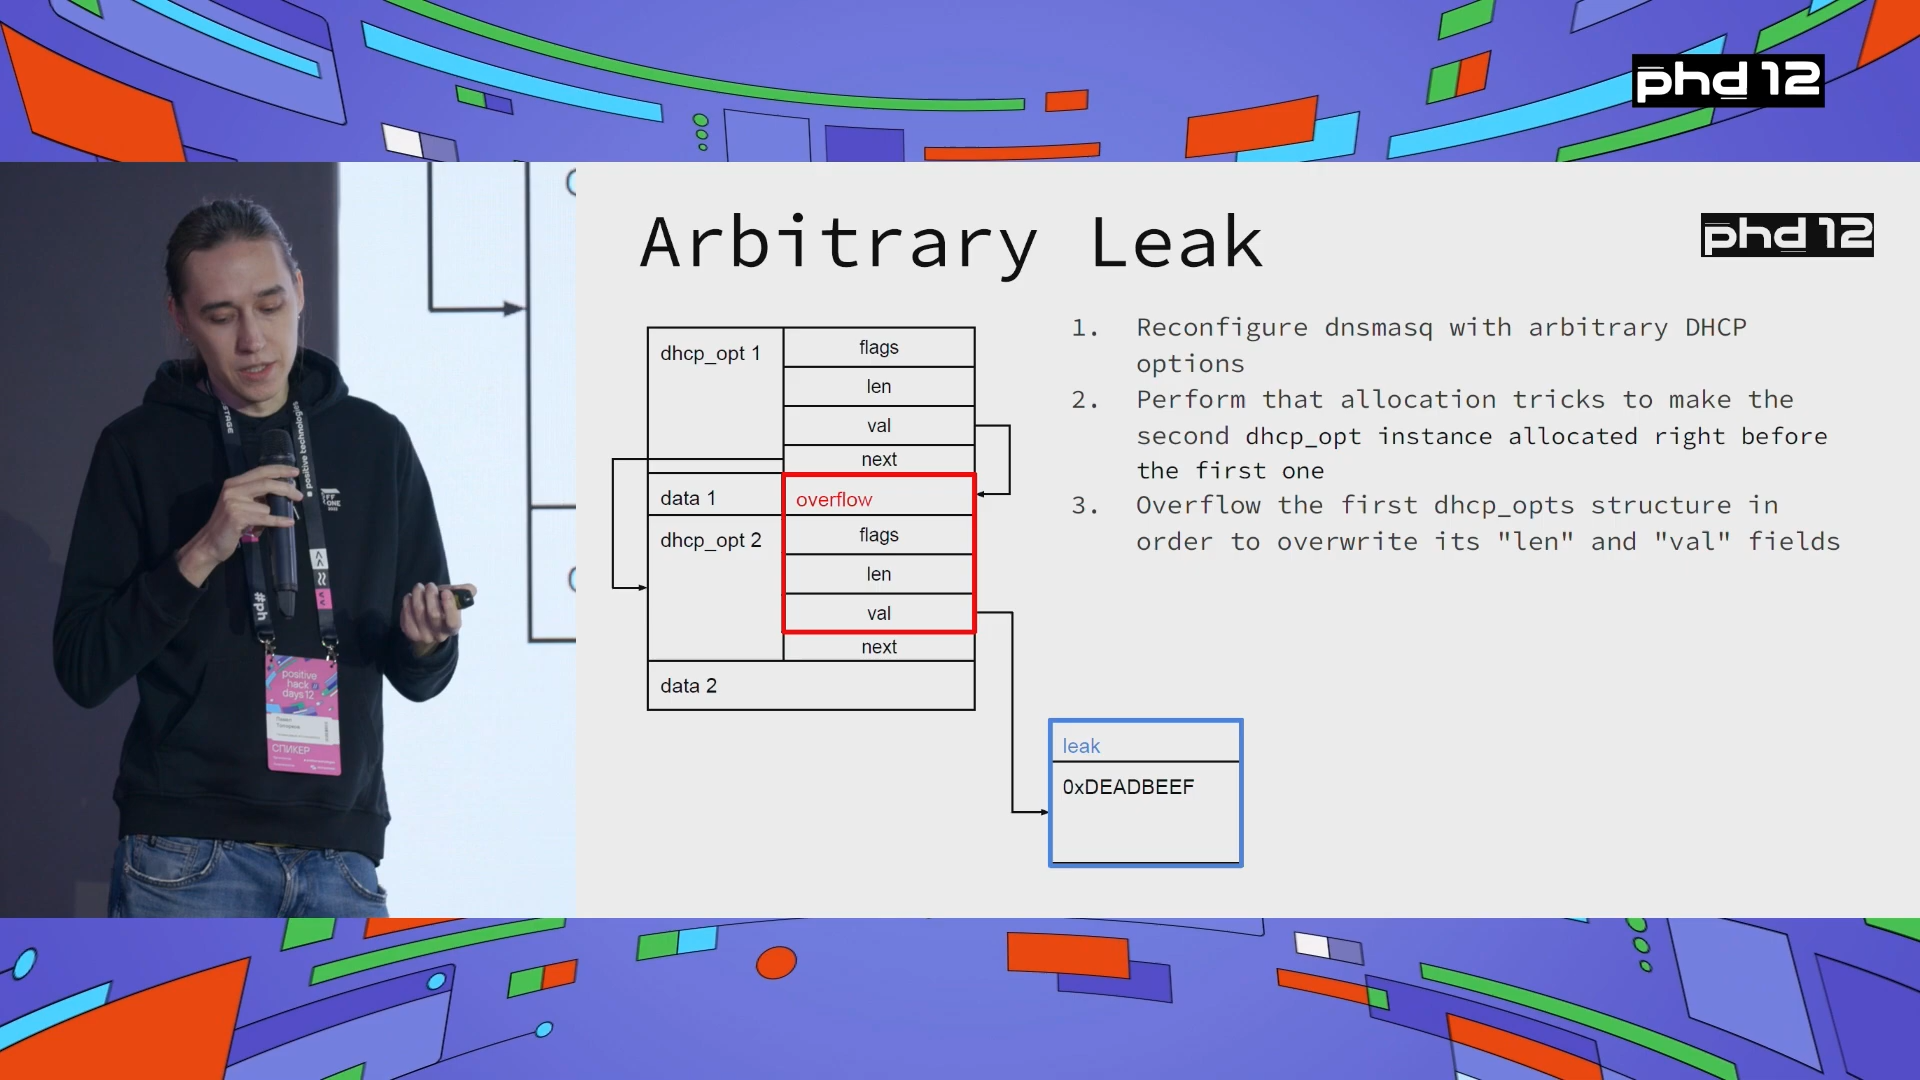 phd 12
Arbitrary Leak
phd 12
dhcp_opt 1
flags
len
val
next
data 1
overflow
dhcp_opt 2
flags
len
val
next
data 2
leak
0xDEADBEEF
1. Reconfigure dnsmasq with arbitrary DHCP
options
2. Perform that allocation tricks to make the
second dhcp_opt instance allocated right before
the first one
3. Overflow the first dhcp_opts structure in
order to overwrite its "len" and "val" fields
positive technologies
#ph
positive
hack
days 12
СПИКЕР